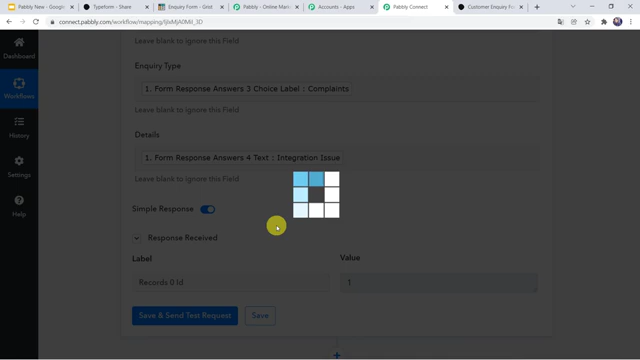 Pabbly New - Google
Typeform - Share
Enquiry Form - Grist
Pabbly - Online Mark
Accounts - Apps
Pabbly Connect
Customer Enquiry Fo
connect.pabbly.com/workflow/mapping/
Leave blank to ignore this Field
Dashboard
Enquiry Type
1. Form Response Answers 3 Choice Label : Complaints
Workflows
Leave blank to ignore this Field
History
Details
1. Form Response Answers 4 Text : Integration Issue
Settings
Leave blank to ignore this Field
Help
Simple Response
Response Received
Label
Value
Records 0 Id
1
Save & Send Test Request
Save